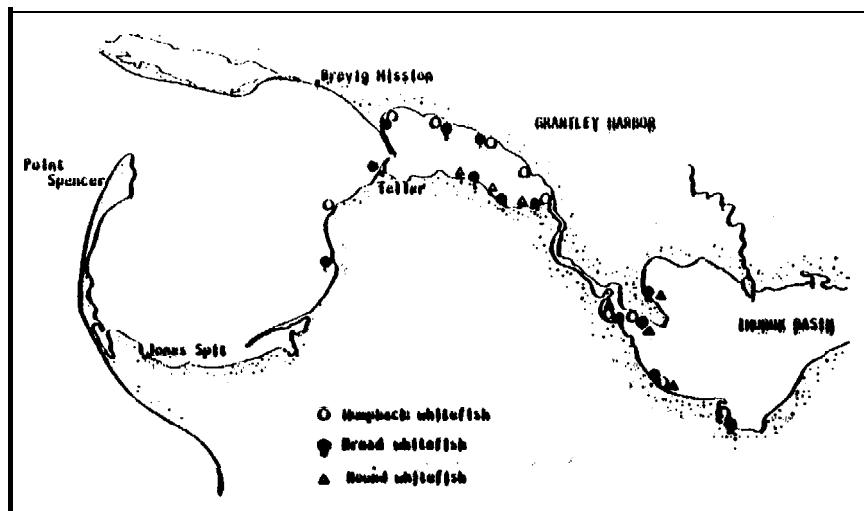 Brevig Mission
GRANTLEY HARBOR
Point
Spencer
Teller
Jones Spit
IMURUK BASIN
Humpback whitefish
Broad whitefish
Round whitefish